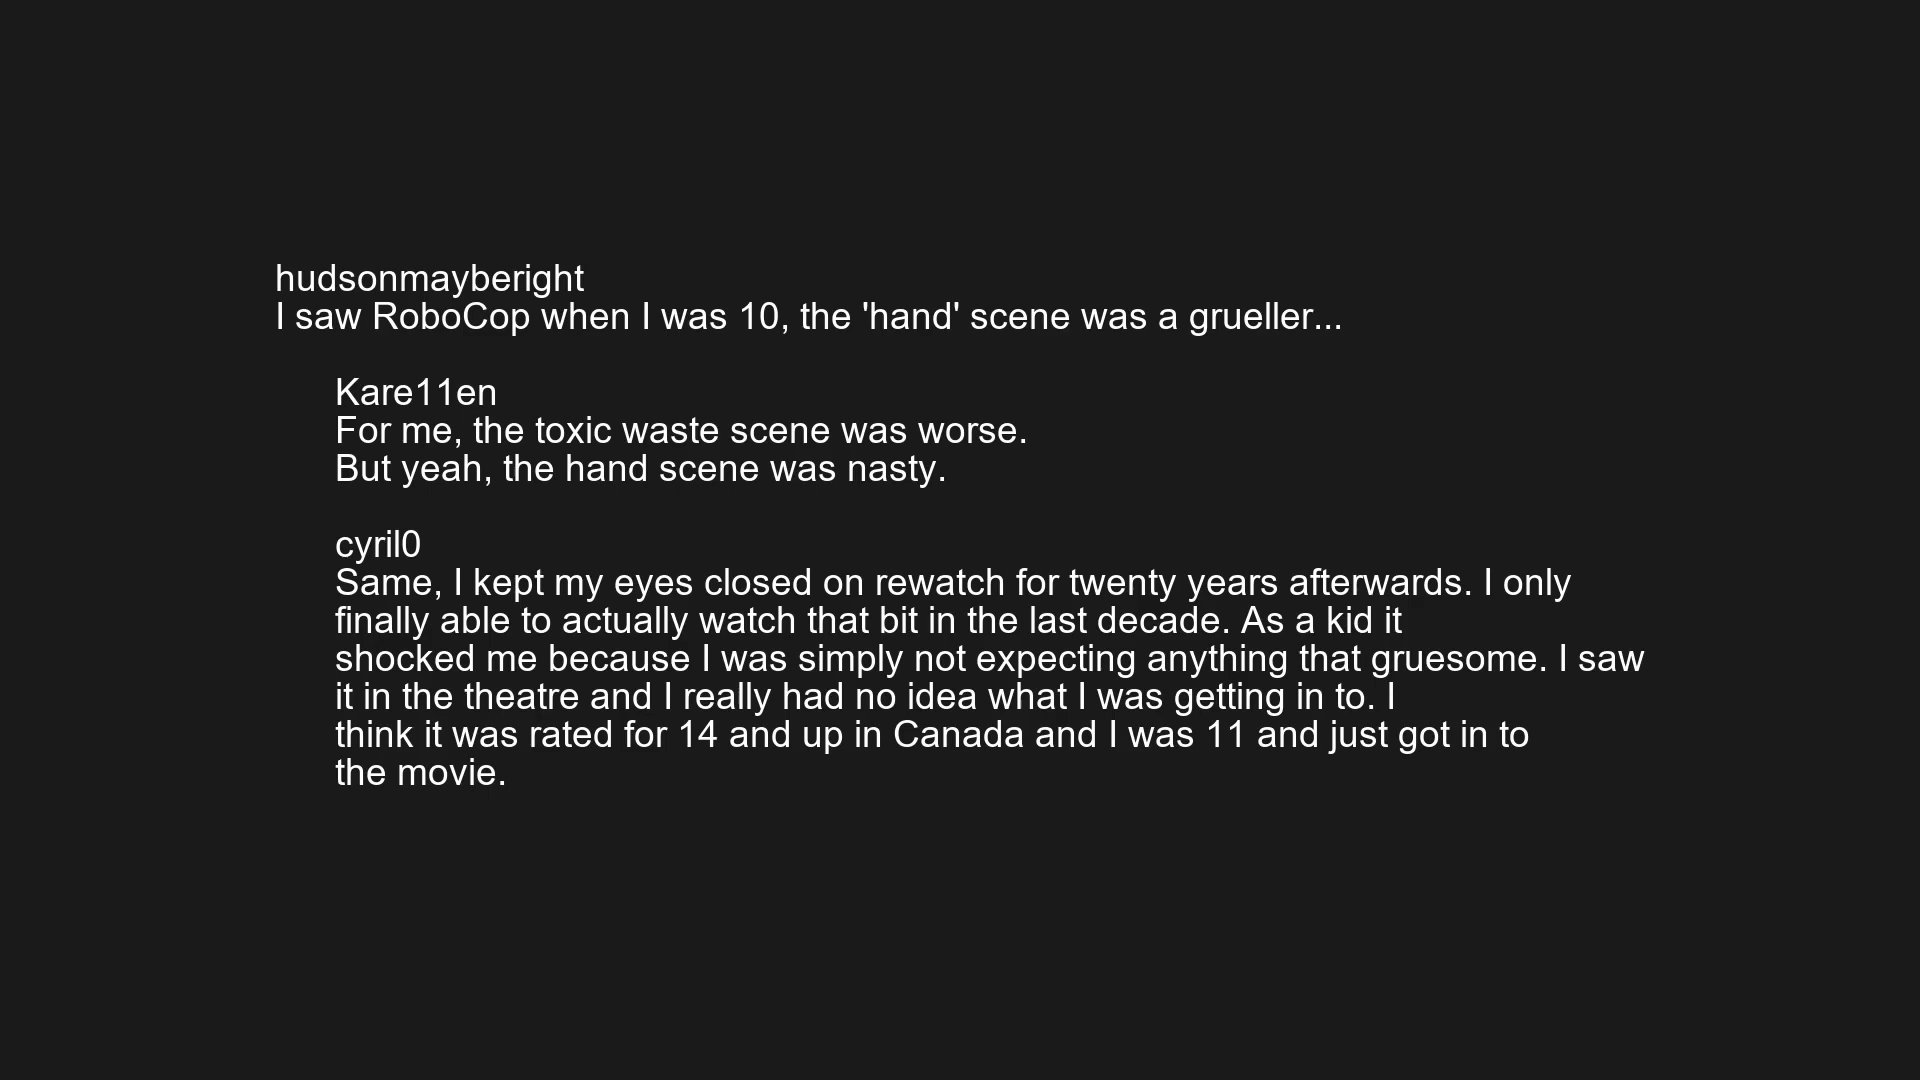 hudsonmayberight
I saw RoboCop when I was 10, the 'hand' scene was a grueller...
Kare11en
For me, the toxic waste scene was worse.
But yeah, the hand scene was nasty.
cyril0
Same, I kept my eyes closed on rewatch for twenty years afterwards. I only
finally able to actually watch that bit in the last decade. As a kid it
shocked me because I was simply not expecting anything that gruesome. I saw
it in the theatre and I really had no idea what I was getting in to. I
think it was rated for 14 and up in Canada and I was 11 and just got in to
the movie.